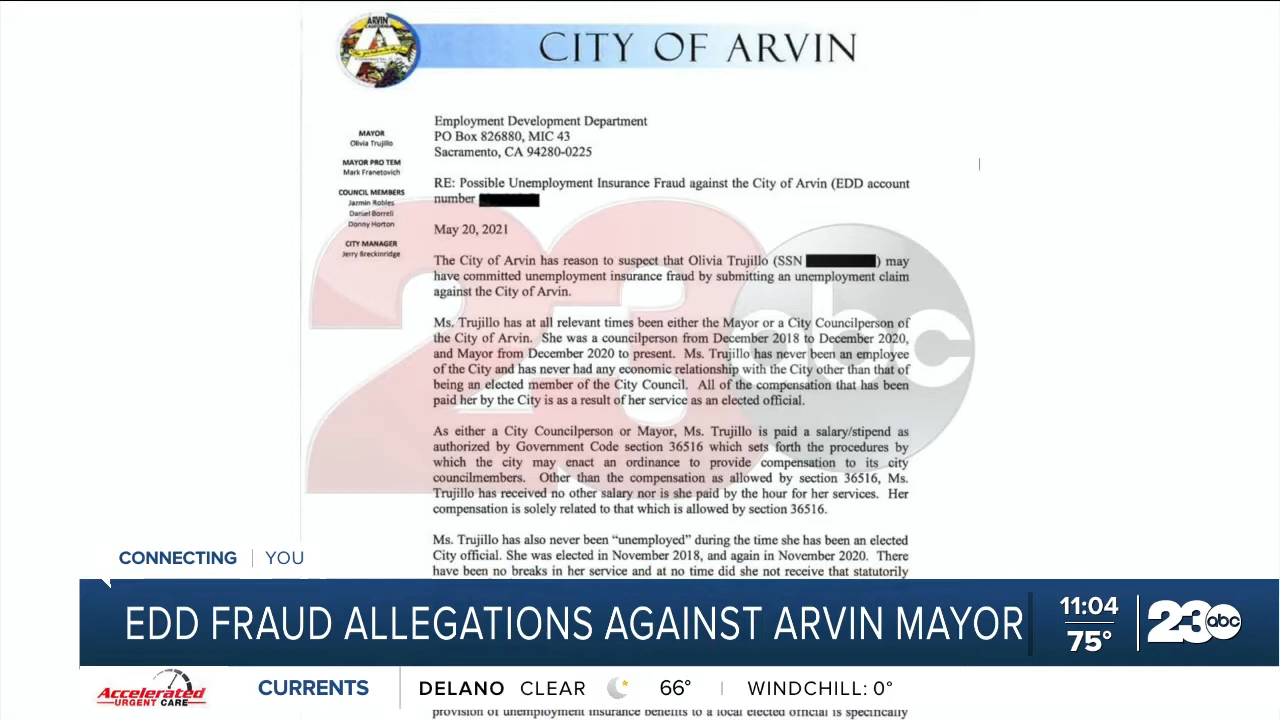 ARVIN
CALIFORNIA
CITY OF ARVIN
Employment Development Department
PO Box 826880, MIC 43
Sacramento, CA 94280-0225
MAYOR
Olivia Trujillo
MAYOR PRO TEM
Mark Franetovich
COUNCIL MEMBERS
Jazmin Robles
Daniel Borreli
Donny Horton
CITY MANAGER
Jerry Breckinridge
RE: Possible Unemployment Insurance Fraud against the City of Arvin (EDD account
number
May 20, 2021
The City of Arvin has reason to suspect that Olivia Trujillo (SSN ) may
have committed unemployment insurance fraud by submitting an unemployment claim
against the City of Arvin.
Ms. Trujillo has at all relevant times been either the Mayor or a City Councilperson of
the City of Arvin. She was a councilperson from December 2018 to December 2020,
and Mayor from December 2020 to present. Ms. Trujillo has never been an employee
of the City and has never had any economic relationship with the City other than that of
being an elected member of the City Council. All of the compensation that has been
paid her by the City is as a result of her service as an elected official.
As either a City Councilperson or Mayor, Ms. Trujillo is paid a salary/stipend as
authorized by Government Code section 36516 which sets forth the procedures by
which the city may enact an ordinance to provide compensation to its city
councilmembers. Other than the compensation as allowed by section 36516, Ms.
Trujillo has received no other salary nor is she paid by the hour for her services. Her
compensation is solely related to that which is allowed by section 36516.
Ms. Trujillo has also never been “unemployed” during the time she has been an elected
City official. She was elected in November 2018, and again in November 2020. There
have been no breaks in her service and at no time did she not receive that statutorily
23 abc
CONNECTING | YOU
EDD FRAUD ALLEGATIONS AGAINST ARVIN MAYOR
11:04
75°
23 abc
Accelerated
URGENT CARE
CURRENTS
DELANO CLEAR 66° | WINDCHILL: 0°
provision of unemployment insurance benefits to a local elected official is specifically